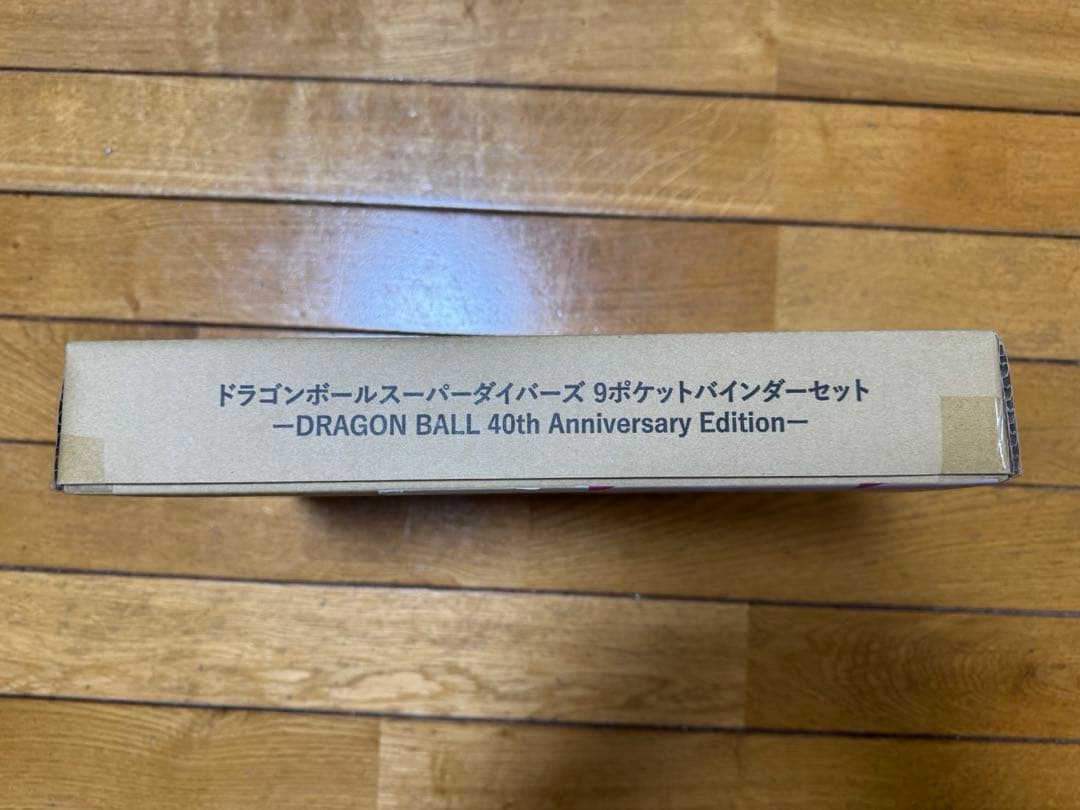 ドラゴンボールスーパーダイバーズ 9ポケットバインダーセット
ーDRAGON BALL 40th Anniversary Editionー